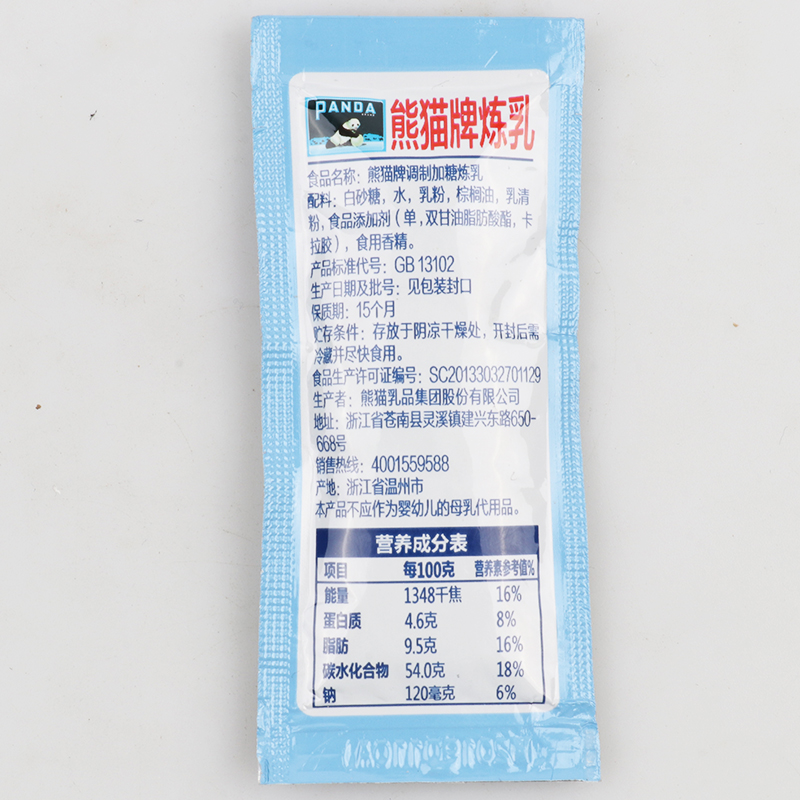 PANDA
熊猫牌炼乳
食品名称：熊猫牌调制加糖炼乳
配料：白砂糖，水，乳粉，棕榈油，乳清
粉，食品添加剂（单，双甘油脂肪酸酯，卡
拉胶），食用香精。
产品标准代号：GB 13102
生产日期及批号：见包装封口
保质期：15个月
贮存条件：存放于阴凉干燥处，开封后需
冷藏并尽快食用。
食品生产许可证编号：SC20133032701129
生产者：熊猫乳品集团股份有限公司
地址：浙江省苍南县灵溪镇建兴东路650-
668号
销售热线：4001559588
产地：浙江省温州市
本产品不应作为婴幼儿的母乳代用品。
营养成分表
项目 每100克 营养素参考值%
能量 1348千焦 16%
蛋白质 4.6克 8%
脂肪 9.5克 16%
碳水化合物 54.0克 18%
钠 120毫克 6%